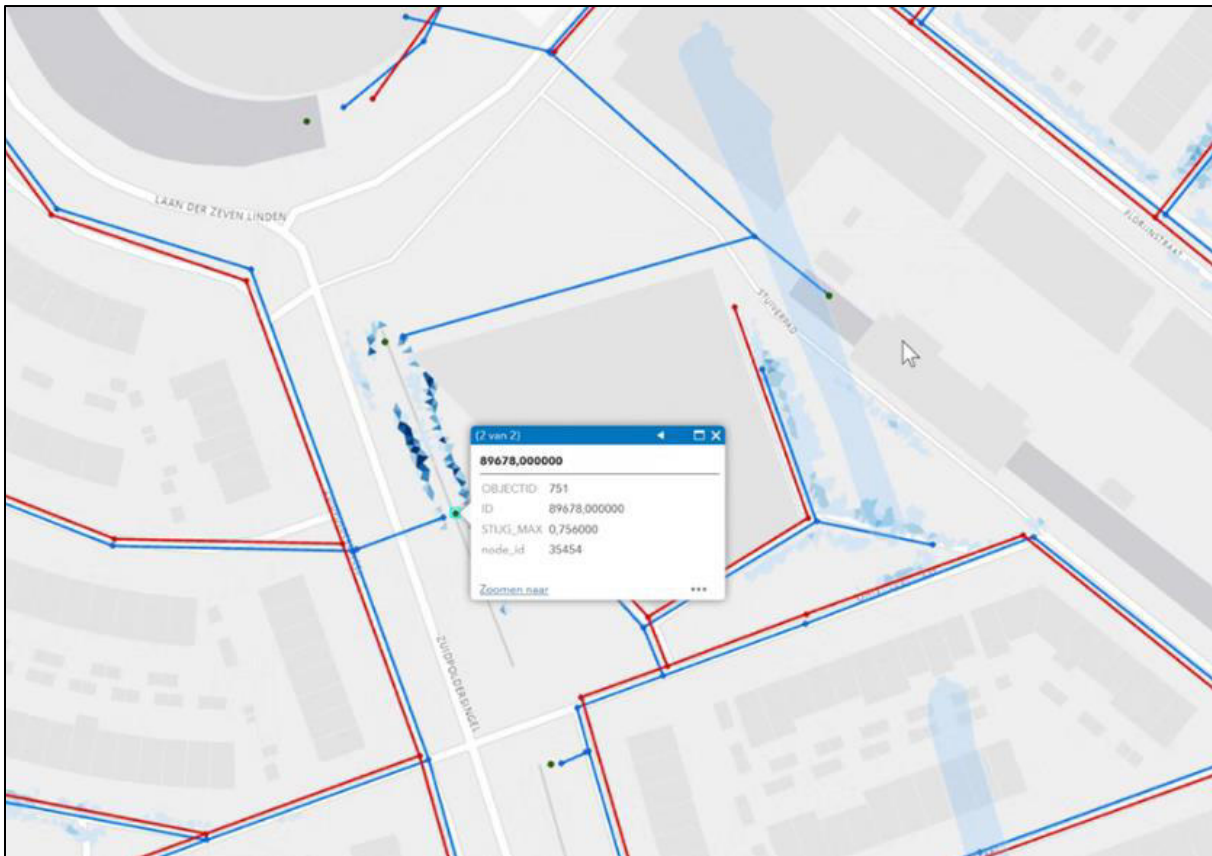 LAAN DER ZEVEN LINDEN
FLORIJNSTRAAT
STUIVERPAD
(2 van 2)
89678,000000
OBJECTID: 751
ID 89678,000000
STIJG_MAX 0,756000
node_id 35454
Zoomen naar
ZUIDPOLDERSINGEL